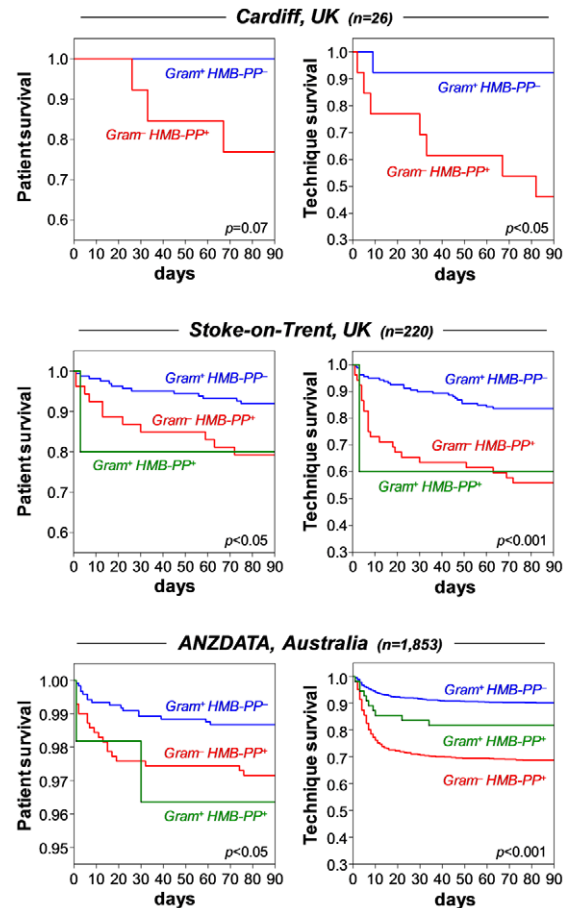 Cardiff, UK (n=26)
Patient survival
1.0
0.9
0.8
0.7
0.6
Gram⁺ HMB-PP⁻
Gram⁻ HMB-PP⁺
p=0.07
0 10 20 30 40 50 60 70 80 90
days
Technique survival
1.0
0.9
0.8
0.7
0.6
0.5
0.4
0.3
Gram⁺ HMB-PP⁻
Gram⁻ HMB-PP⁺
p<0.05
0 10 20 30 40 50 60 70 80 90
days
Stoke-on-Trent, UK (n=220)
Patient survival
1.0
0.9
0.8
0.7
0.6
Gram⁺ HMB-PP⁻
Gram⁻ HMB-PP⁺
Gram⁺ HMB-PP⁺
p<0.05
0 10 20 30 40 50 60 70 80 90
days
Technique survival
1.0
0.9
0.8
0.7
0.6
0.5
0.4
0.3
Gram⁺ HMB-PP⁻
Gram⁻ HMB-PP⁺
Gram⁺ HMB-PP⁺
p<0.001
0 10 20 30 40 50 60 70 80 90
days
ANZDATA, Australia (n=1,853)
Patient survival
1.00
0.99
0.98
0.97
0.96
0.95
Gram⁺ HMB-PP⁻
Gram⁻ HMB-PP⁺
Gram⁺ HMB-PP⁺
p<0.05
0 10 20 30 40 50 60 70 80 90
days
Technique survival
1.0
0.9
0.8
0.7
0.6
0.5
0.4
0.3
Gram⁺ HMB-PP⁻
Gram⁺ HMB-PP⁺
Gram⁻ HMB-PP⁺
p<0.001
0 10 20 30 40 50 60 70 80 90
days